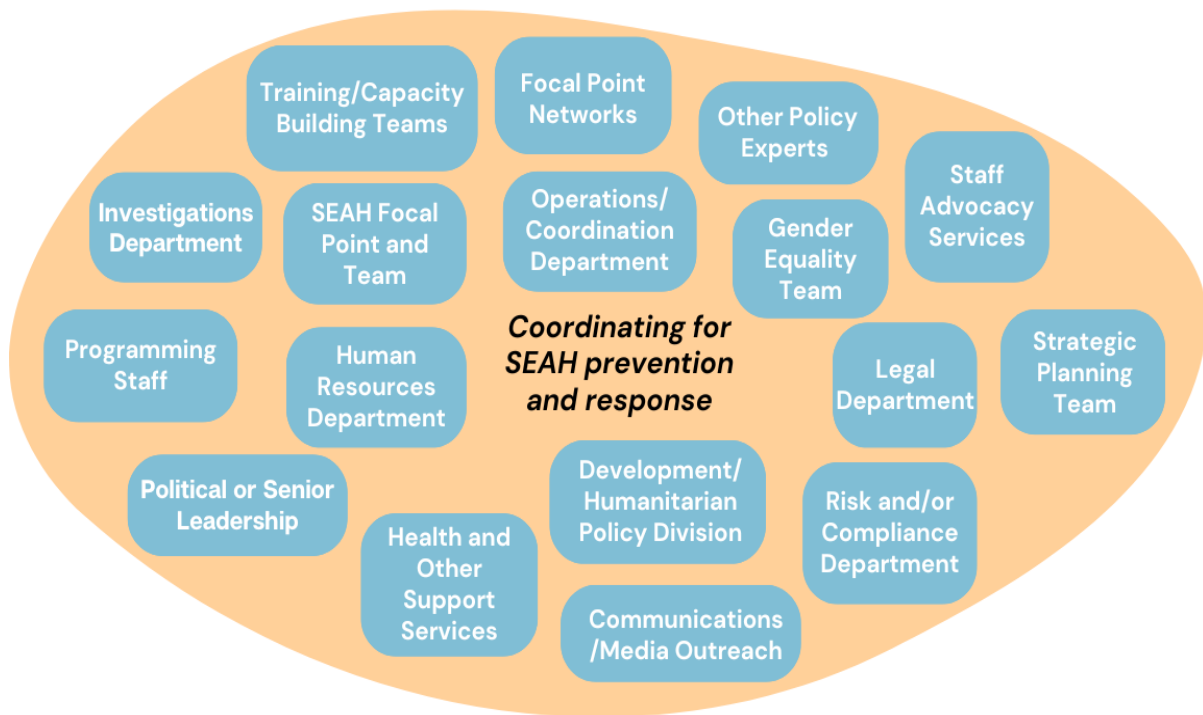 Training/Capacity
Building Teams
Focal Point
Networks
Other Policy
Experts
Staff
Advocacy
Services
Investigations
Department
SEAH Focal
Point and
Team
Operations/
Coordination
Department
Gender
Equality
Team
Programming
Staff
Human
Resources
Department
Coordinating for
SEAH prevention
and response
Legal
Department
Strategic
Planning
Team
Political or Senior
Leadership
Health and
Other
Support
Services
Development/
Humanitarian
Policy Division
Risk and/or
Compliance
Department
Communications
/Media Outreach